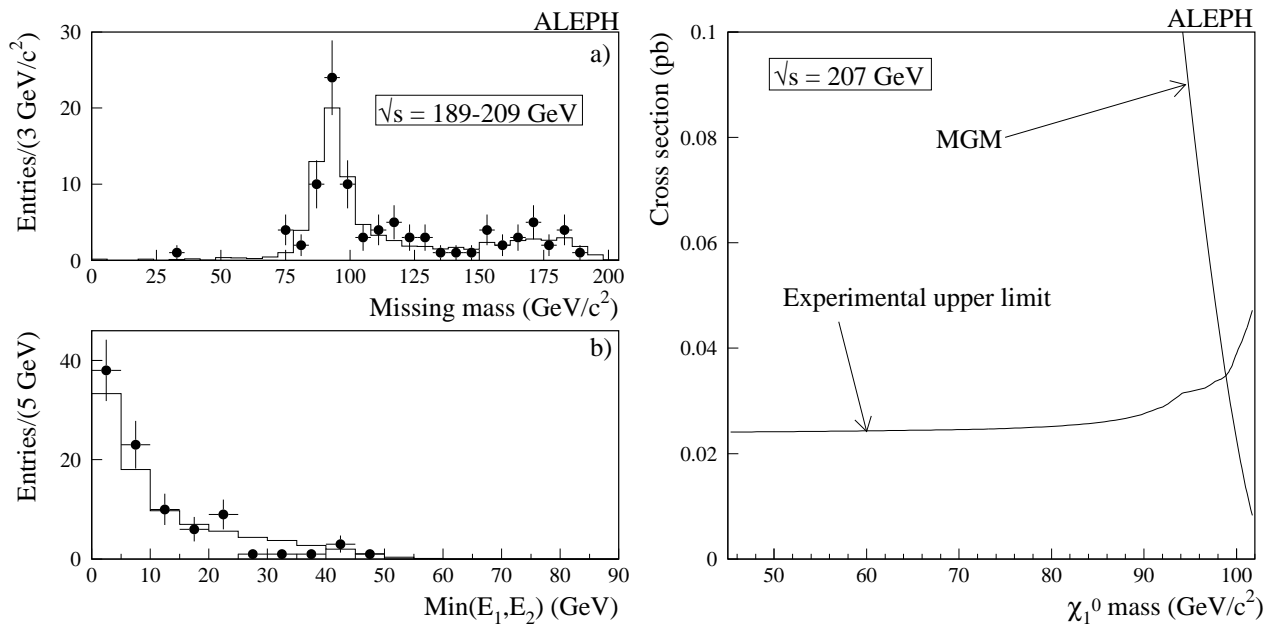 ALEPH
a)
√s = 189-209 GeV
Entries/(3 GeV/c²)
30
20
10
0
0 25 50 75 100 125 150 175 200
Missing mass (GeV/c²)
b)
Entries/(5 GeV)
40
20
0
0 10 20 30 40 50 60 70 80 90
Min(E_1,E_2) (GeV)
ALEPH
√s = 207 GeV
MGM
Experimental upper limit
Cross section (pb)
0.1
0.08
0.06
0.04
0.02
0
50 60 70 80 90 100
χ₁⁰ mass (GeV/c²)